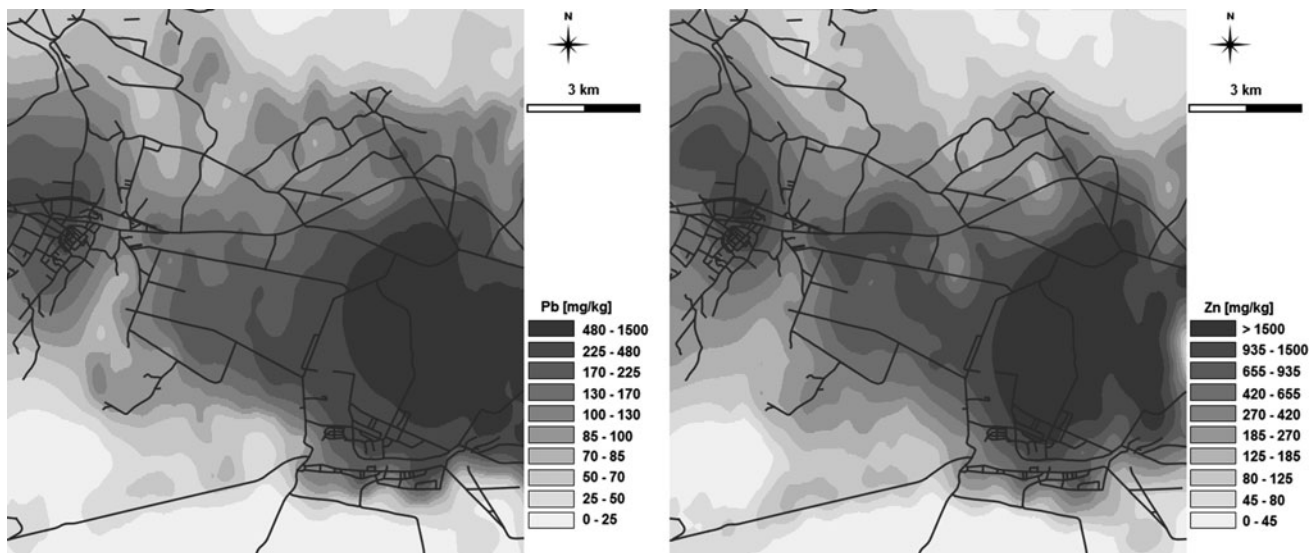 N
3 km
Pb [mg/kg]
480 - 1500
225 - 480
170 - 225
130 - 170
100 - 130
85 - 100
70 - 85
50 - 70
25 - 50
0 - 25
N
3 km
Zn [mg/kg]
> 1500
935 - 1500
655 - 935
420 - 655
270 - 420
185 - 270
125 - 185
80 - 125
45 - 80
0 - 45